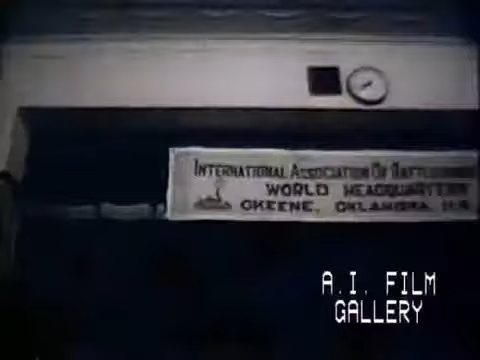 INTERNATIONAL ASSOCIATION OF
WORLD HEADQUARTERS
OKEENE, OKLAHOMA, U.S.
A.I. FILM
GALLERY